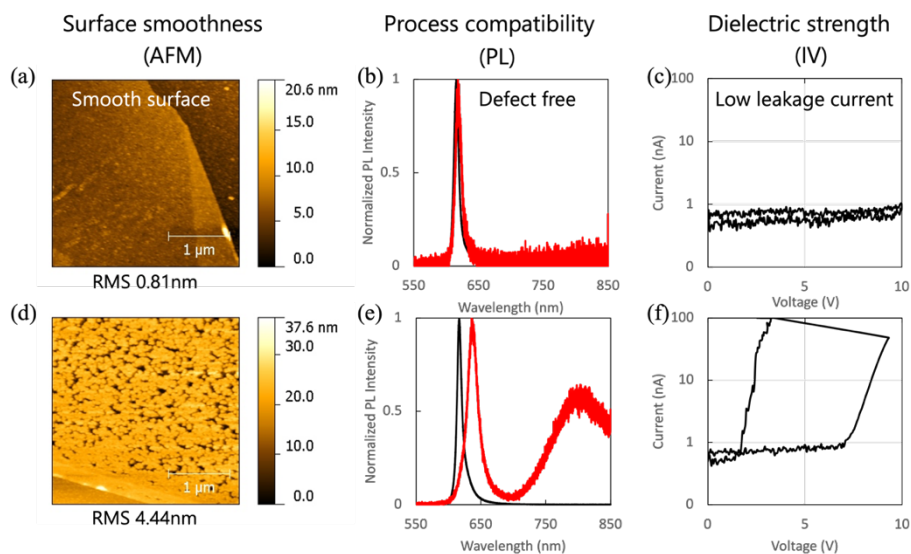 Surface smoothness
(AFM)
Process compatibility
(PL)
Dielectric strength
(IV)
(a)
Smooth surface
1 µm
20.6 nm
15.0
10.0
5.0
0.0
RMS 0.81nm
(b)
Defect free
Normalized PL Intensity
1
0.5
0
550
650
750
850
Wavelength (nm)
(c)
Low leakage current
Current (nA)
100
10
1
0
0
5
10
Voltage (V)
(d)
1 µm
37.6 nm
30.0
20.0
10.0
0.0
RMS 4.44nm
(e)
Normalized PL Intensity
1
0.5
0
550
650
750
850
Wavelength (nm)
(f)
Current (nA)
100
10
1
0
0
5
10
Voltage (V)